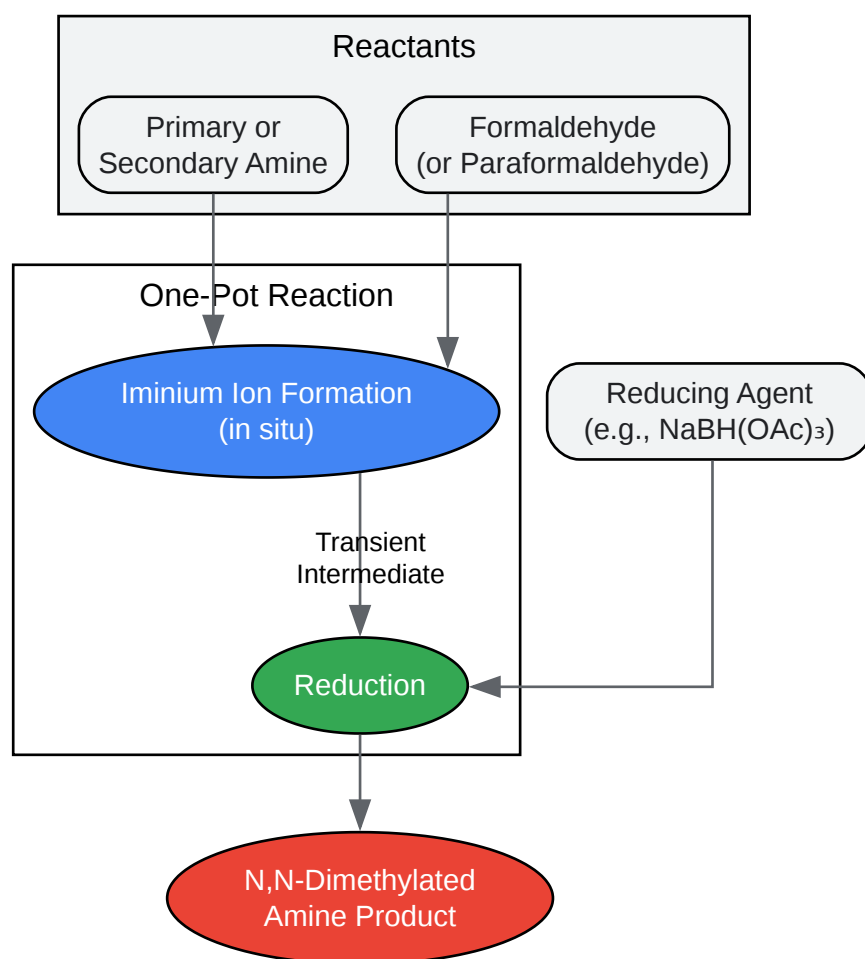 Reactants
Primary or
Secondary Amine
Formaldehyde
(or Paraformaldehyde)
One-Pot Reaction
Iminium Ion Formation
(in situ)
Reducing Agent
(e.g., NaBH(OAc)₃)
Transient
Intermediate
Reduction
N,N-Dimethylated
Amine Product